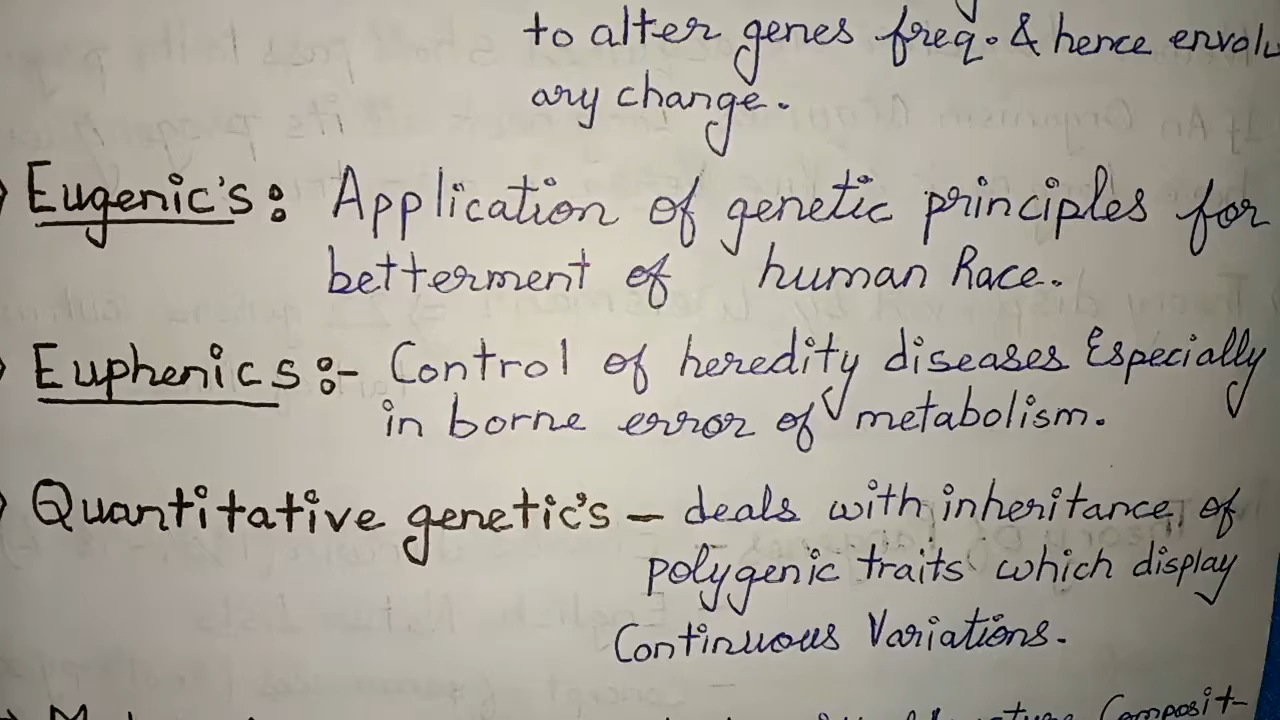 to alter genes freq. & hence envolu
ary change.
Eugenic's: Application of genetic principles for
betterment of human Race.
Euphenics :- Control of heredity diseases Especially
in borne error of metabolism.
Quantitative genetic's - deals with inheritance of
polygenic traits which display
Continuous Variations.
Composit-